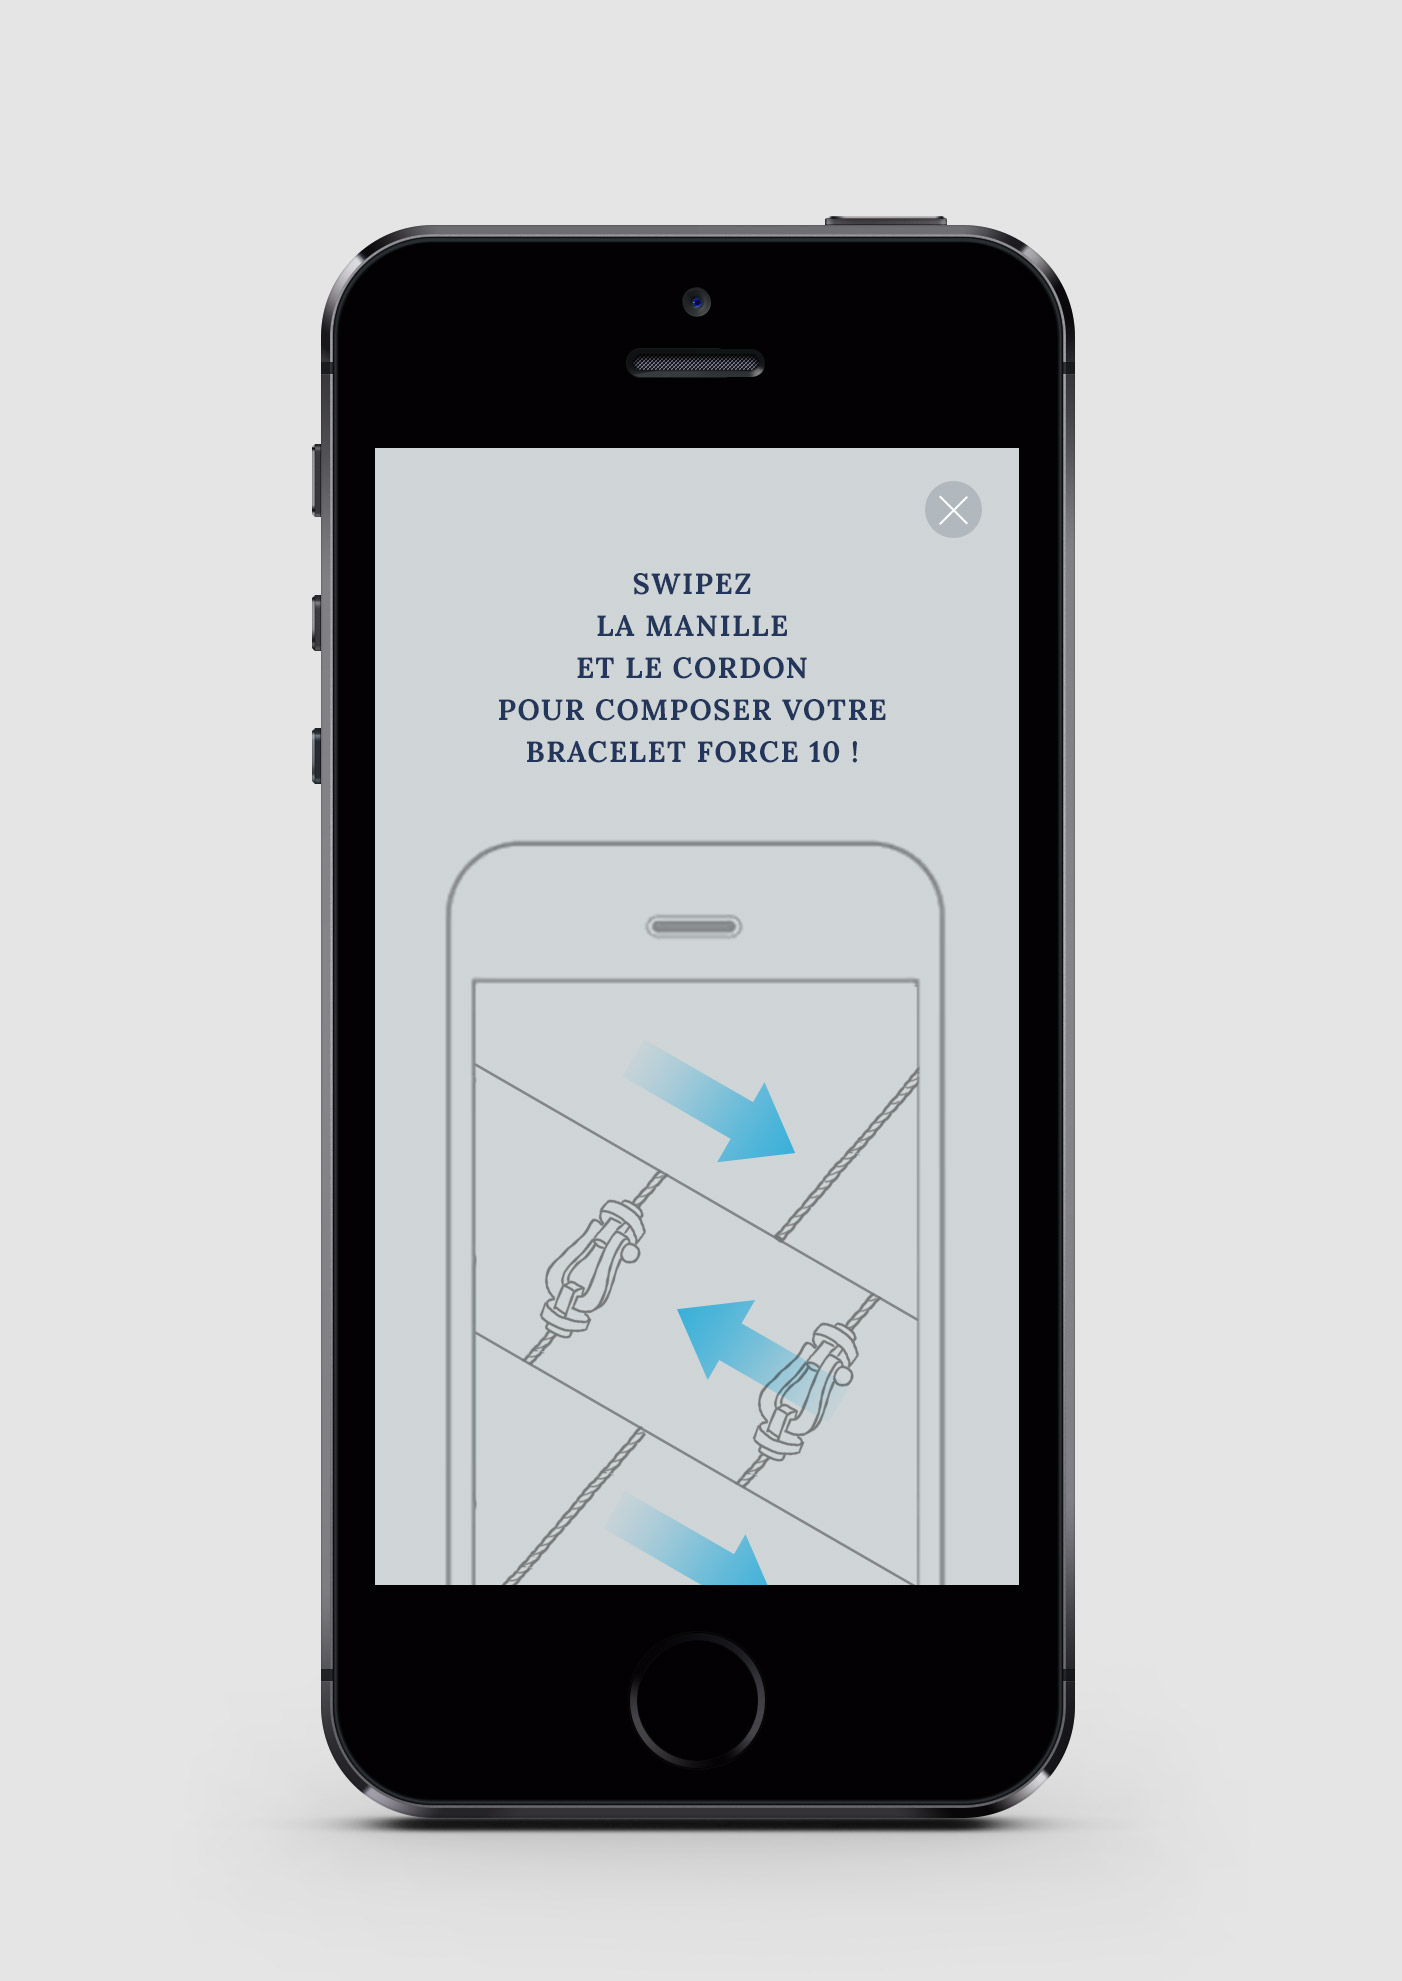 SWIPEZ
LA MANILLE
ET LE CORDON
POUR COMPOSER VOTRE
BRACELET FORCE 10 !